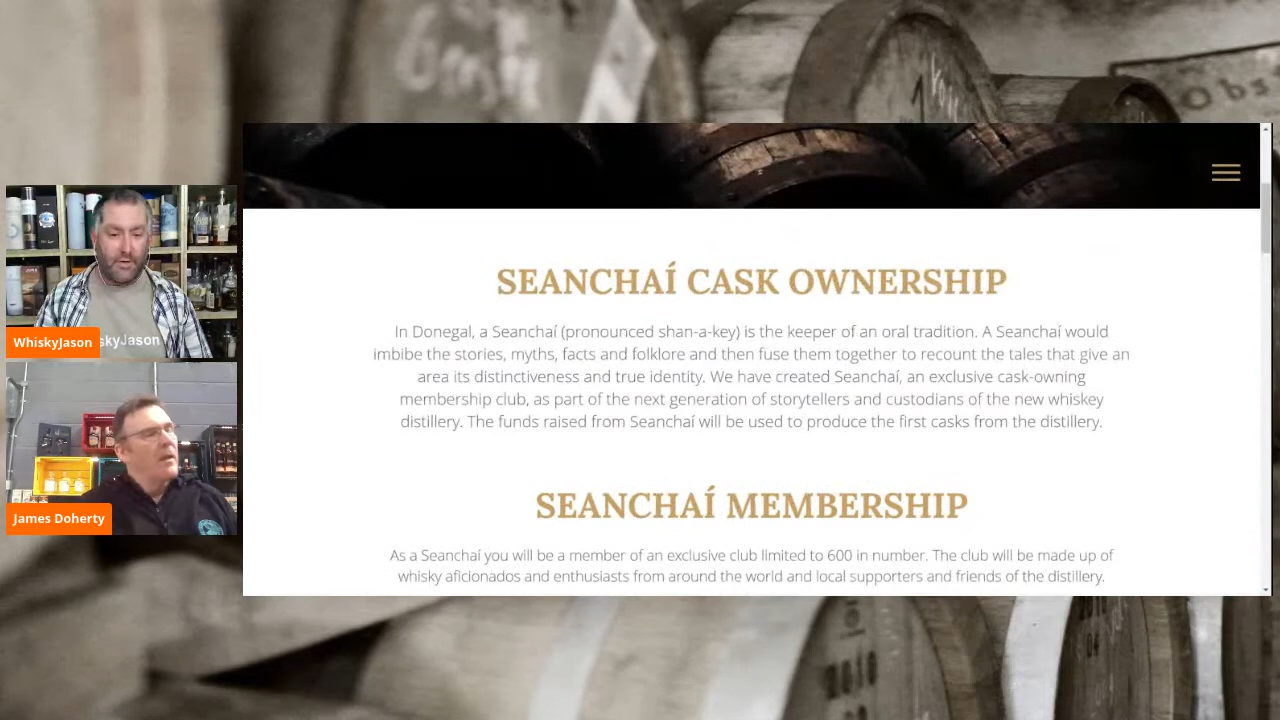 SEANCHAÍ CASK OWNERSHIP
In Donegal, a Seanchaí (pronounced shan-a-key) is the keeper of an oral tradition. A Seanchaí would
imbibe the stories, myths, facts and folklore and then fuse them together to recount the tales that give an
area its distinctiveness and true identity. We have created Seanchaí, an exclusive cask-owning
membership club, as part of the next generation of storytellers and custodians of the new whiskey
distillery. The funds raised from Seanchaí will be used to produce the first casks from the distillery.
SEANCHAÍ MEMBERSHIP
As a Seanchaí you will be a member of an exclusive club limited to 600 in number. The club will be made up of
whisky aficionados and enthusiasts from around the world and local supporters and friends of the distillery.
WhiskyJason
skyJason
James Doherty
2010
04